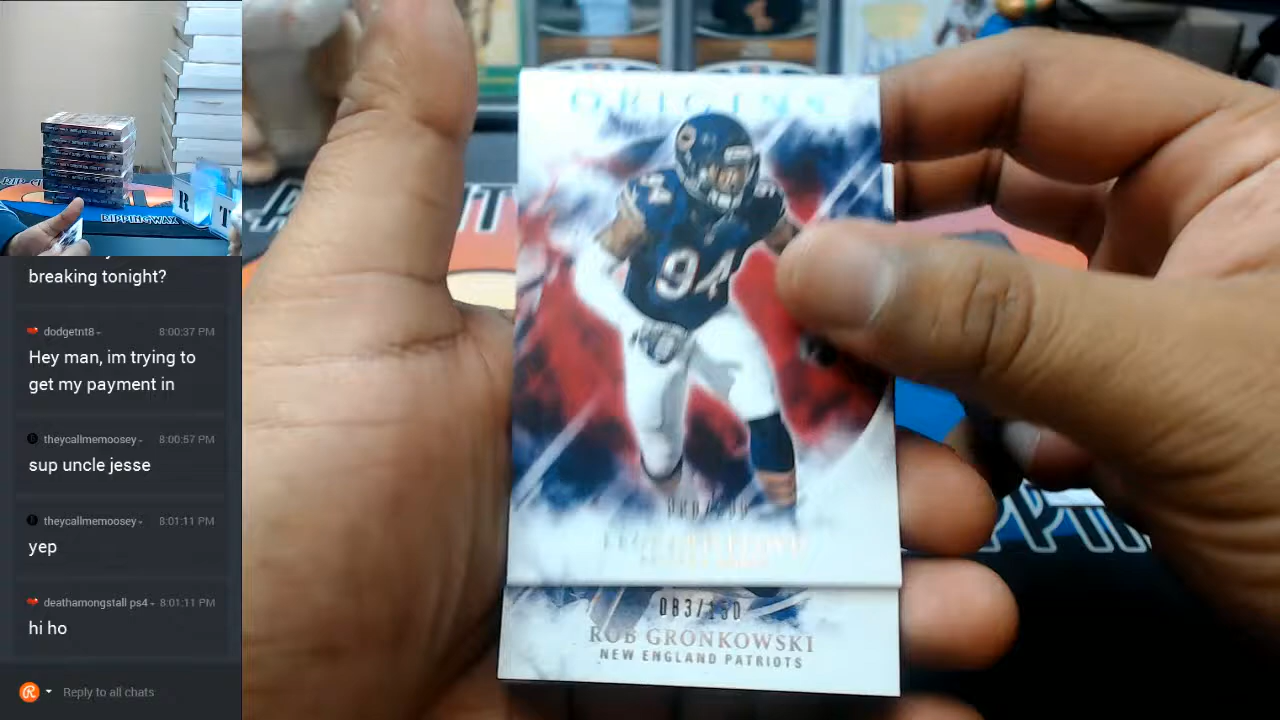 RIPPINGWAX
R T
breaking tonight?
dodgetnt8- 8:00:37 PM
Hey man, im trying to
get my payment in
theycallmemoosey- 8:00:57 PM
sup uncle jesse
theycallmemoosey- 8:01:11 PM
yep
deathamongstall ps4- 8:01:11 PM
hi ho
Reply to all chats
ORIGINS
94
083/150
ROB GRONKOWSKI
NEW ENGLAND PATRIOTS